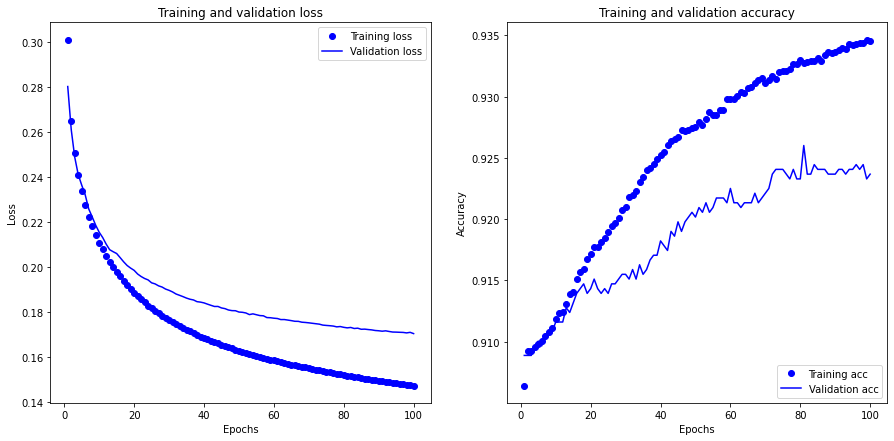 Training and validation loss
0.30
0.28
0.26
0.24
0.22
0.20
0.18
0.16
0.14
Loss
0
20
40
60
80
100
Epochs
Training loss
Validation loss
Training and validation accuracy
0.935
0.930
0.925
0.920
0.915
0.910
Accuracy
0
20
40
60
80
100
Epochs
Training acc
Validation acc